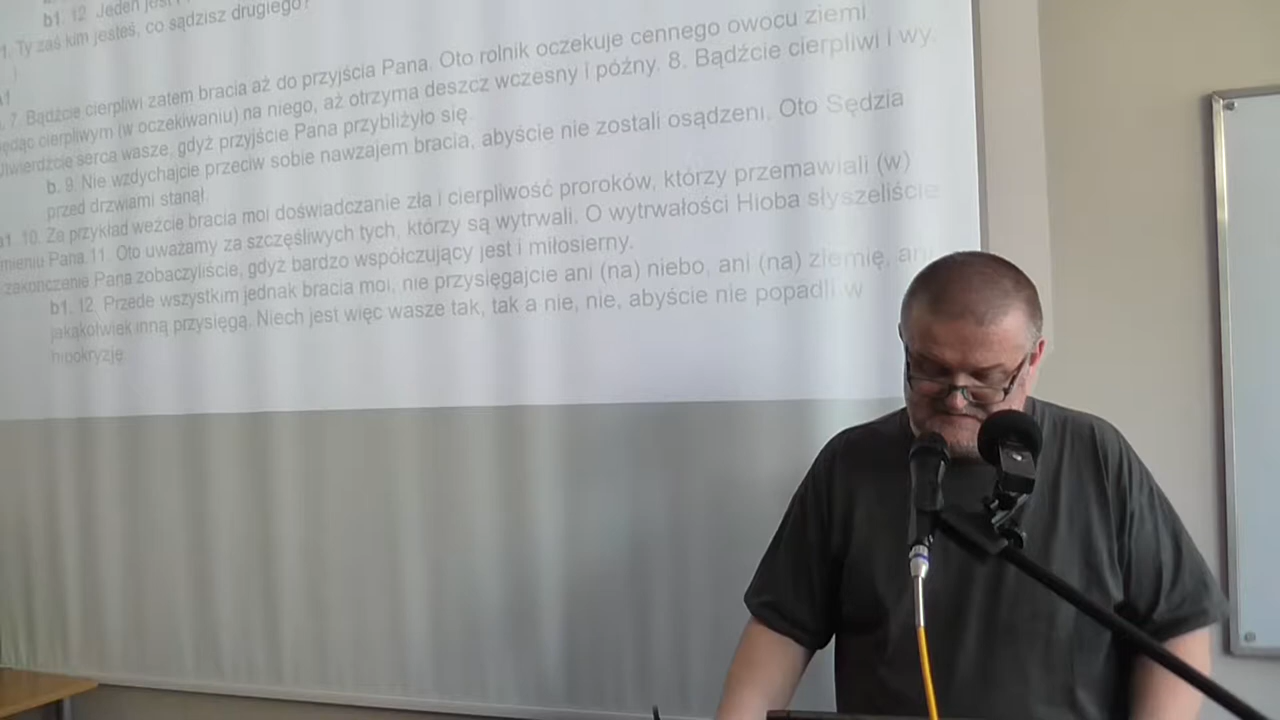 b1. 12. Jeden jest
1. Ty zaś kim jesteś, co sądzisz drugiego?
7. Bądźcie cierpliwi zatem bracia aż do przyjścia Pana. Oto rolnik oczekuje cennego owocu ziemi
będąc cierpliwym (w oczekiwaniu) na niego, aż otrzyma deszcz wczesny i późny. 8. Bądźcie cierpliwi i wy.
Utwierdźcie serca wasze, gdyż przyjście Pana przybliżyło się.
b. 9. Nie wzdychajcie przeciw sobie nawzajem bracia, abyście nie zostali osądzeni. Oto Sędzia
przed drzwiami stanął.
10. Za przykład weźcie bracia moi doświadczanie zła i cierpliwość proroków, którzy przemawiali (w)
imieniu Pana.11. Oto uważamy za szczęśliwych tych, którzy są wytrwali. O wytrwałości Hioba słyszeliście
zakończenie Pana zobaczyliście, gdyż bardzo współczujący jest i miłosierny.
b1. 12. Przede wszystkim jednak bracia moi, nie przysięgajcie ani (na) niebo, ani (na) ziemię, ani
jakąkolwiek inną przysięgą. Niech jest więc wasze tak, tak a nie, nie, abyście nie popadli w
hipokryzję